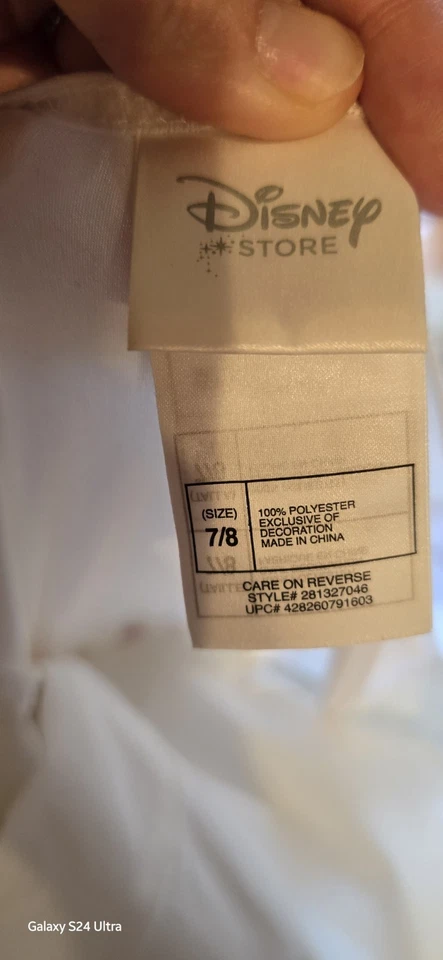 Disney
STORE
(SIZE)
7/8
100% POLYESTER
EXCLUSIVE OF
DECORATION
MADE IN CHINA
CARE ON REVERSE
STYLE# 281327046
UPC# 428260791603
Galaxy S24 Ultra